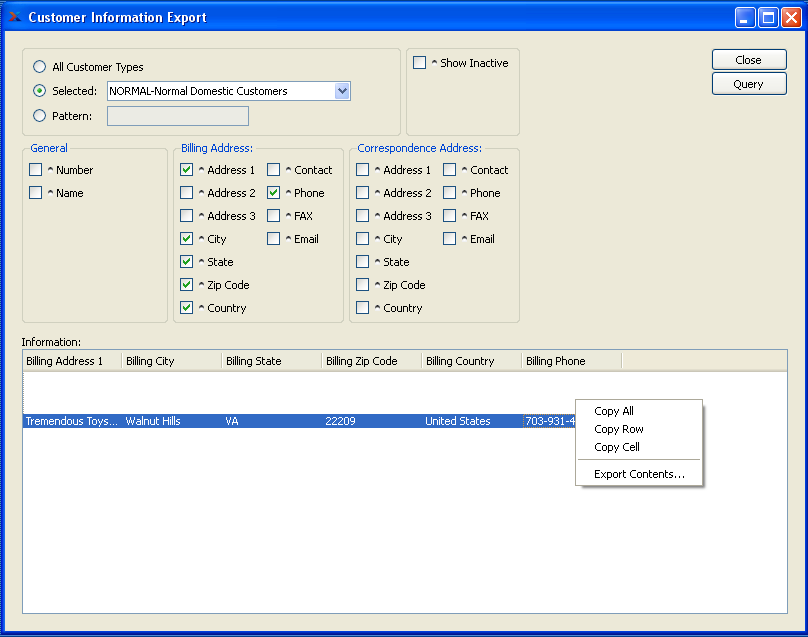 Customer Information Export
All Customer Types
Selected: NORMAL-Normal Domestic Customers
Pattern:
^ Show Inactive
Close
Query
General
^ Number
^ Name
Billing Address:
^ Address 1 ^ Contact
^ Address 2 ^ Phone
^ Address 3 ^ FAX
^ City ^ Email
^ State
^ Zip Code
^ Country
Correspondence Address:
^ Address 1 ^ Contact
^ Address 2 ^ Phone
^ Address 3 ^ FAX
^ City ^ Email
^ State
^ Zip Code
^ Country
Information:
Billing Address 1 Billing City Billing State Billing Zip Code Billing Country Billing Phone
Tremendous Toys... Walnut Hills VA 22209 United States 703-931-4
Copy All
Copy Row
Copy Cell
Export Contents...